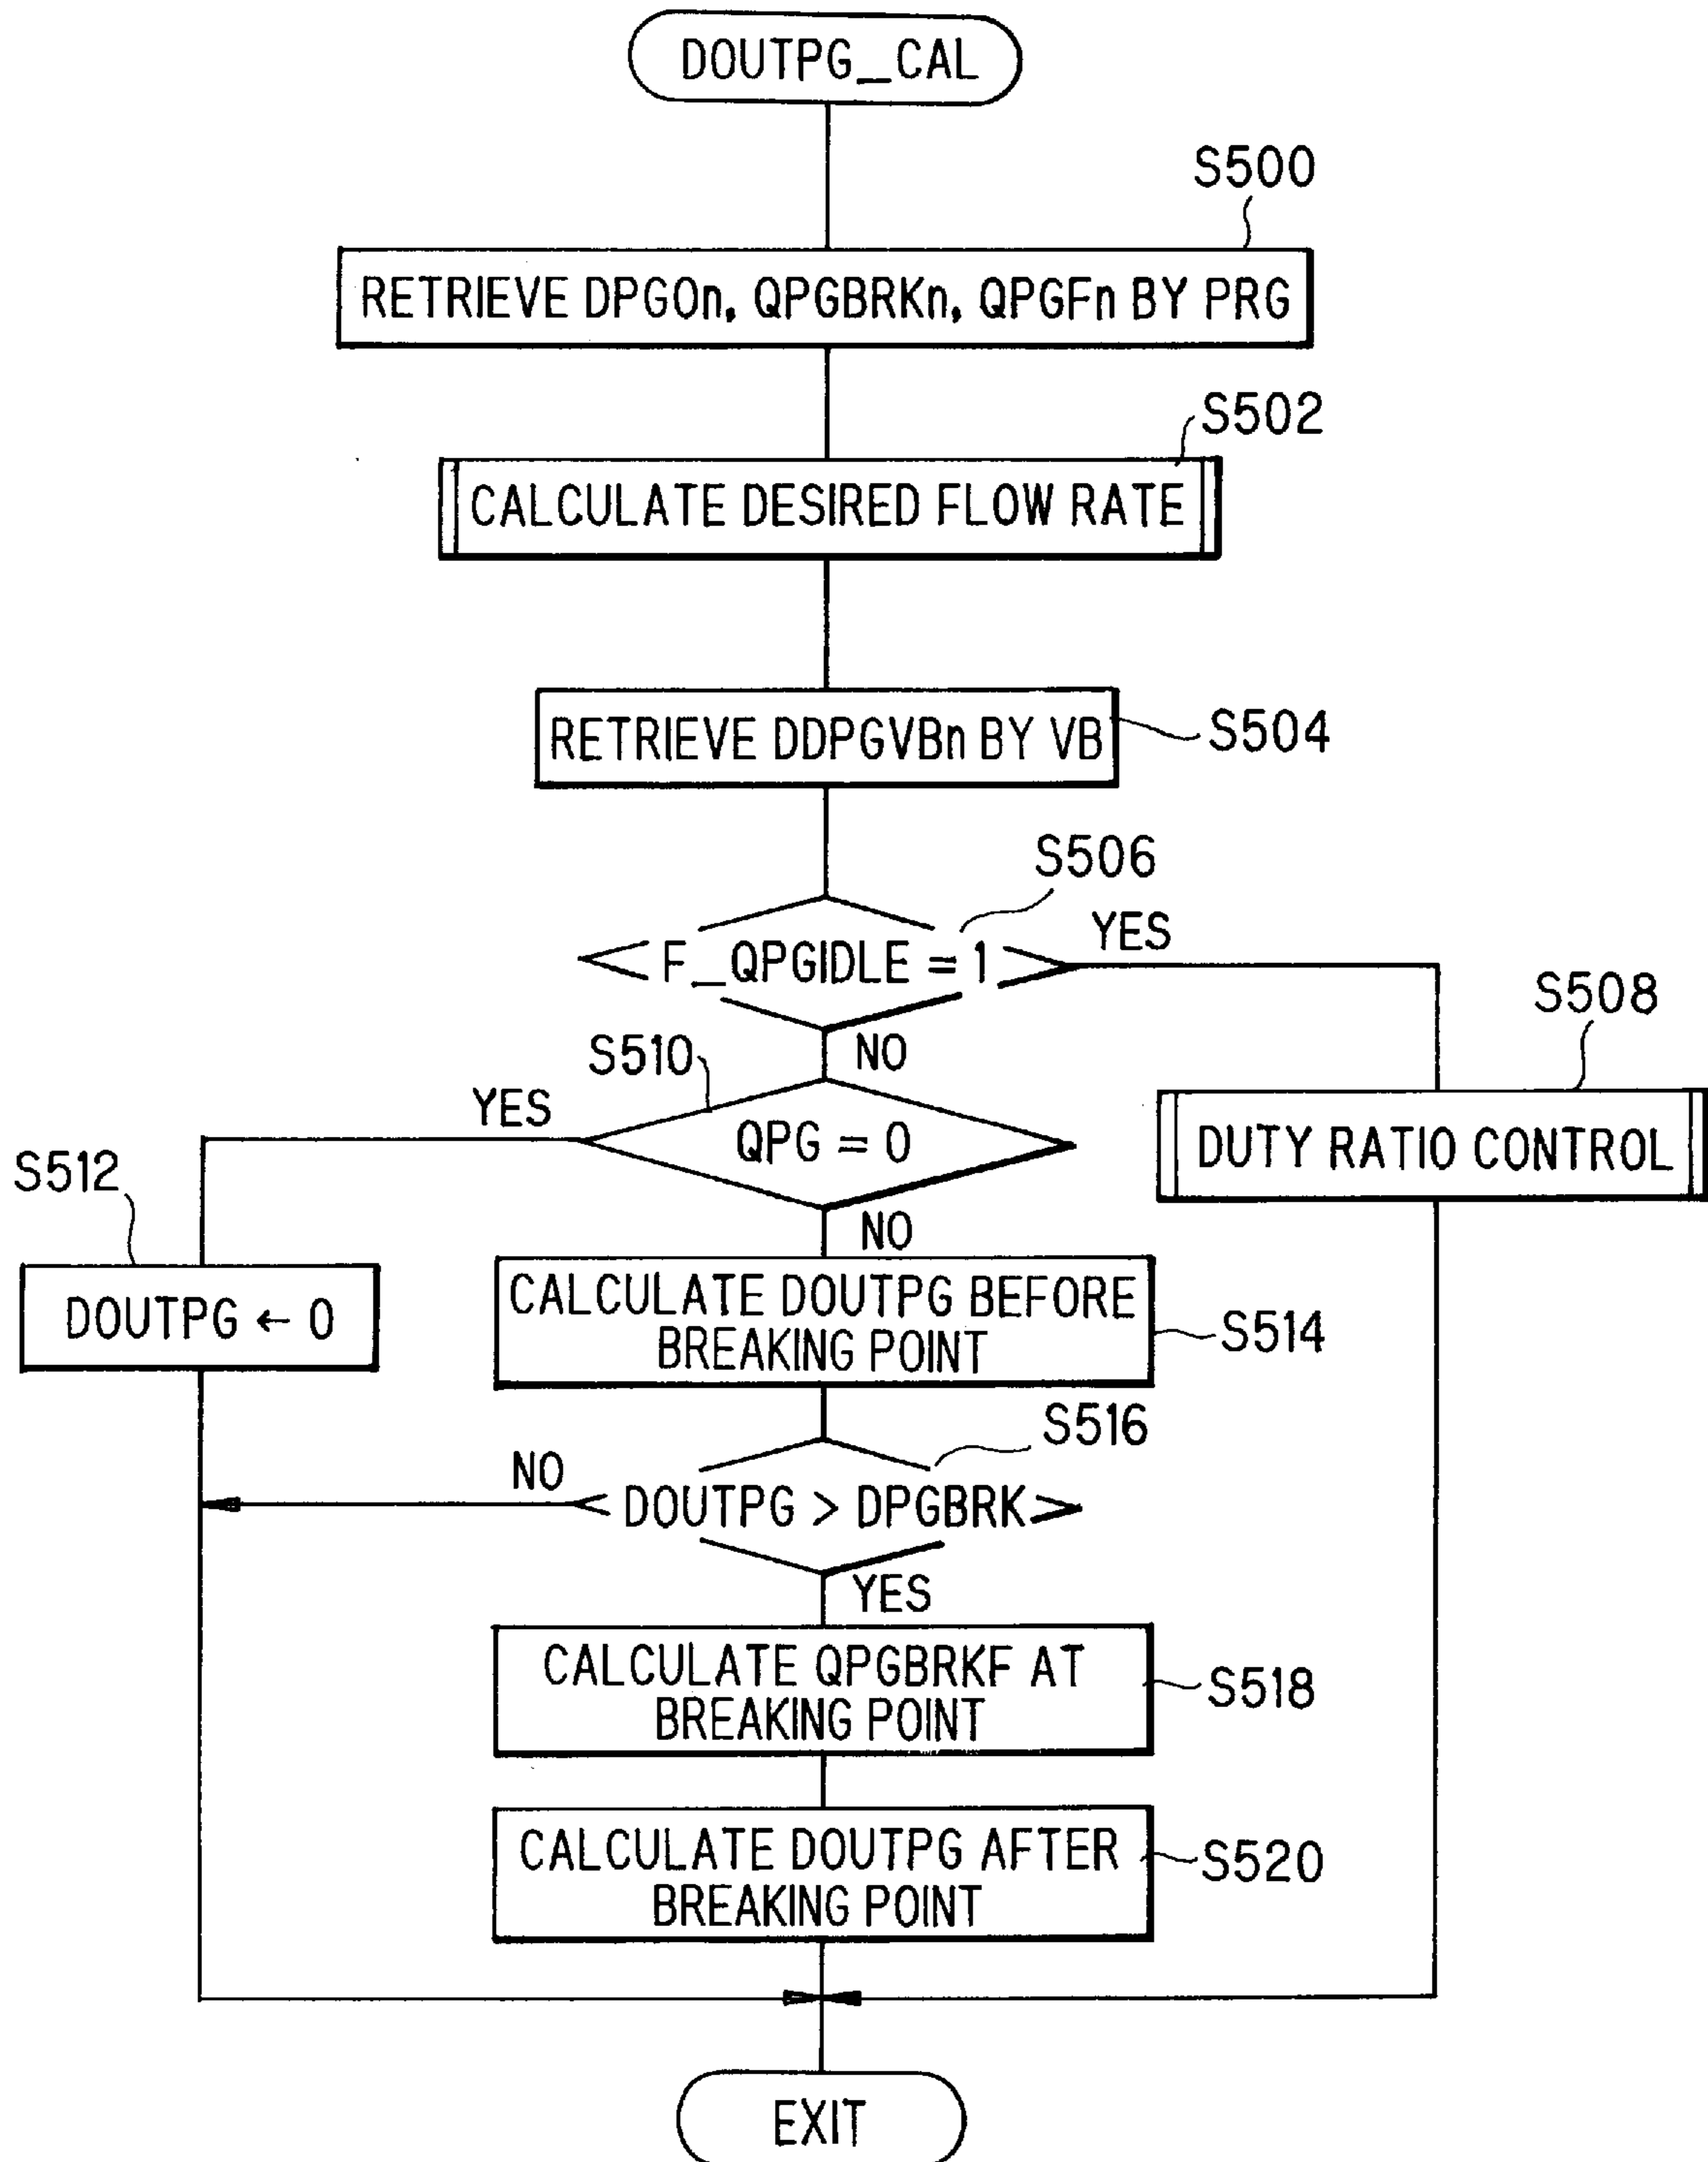 DOUTPG_CAL
S500
RETRIEVE DPGOn, QPGBRKn, QPGFn BY PRG
S502
CALCULATE DESIRED FLOW RATE
RETRIEVE DDPGVBn BY VB
S504
S506
F_QPGIDLE = 1
YES
S508
NO
S510
YES
QPG = 0
DUTY RATIO CONTROL
S512
NO
DOUTPG ← 0
CALCULATE DOUTPG BEFORE
BREAKING POINT
S514
S516
NO
DOUTPG > DPGBRK
YES
CALCULATE QPGBRKF AT
BREAKING POINT
S518
CALCULATE DOUTPG AFTER
BREAKING POINT
S520
EXIT